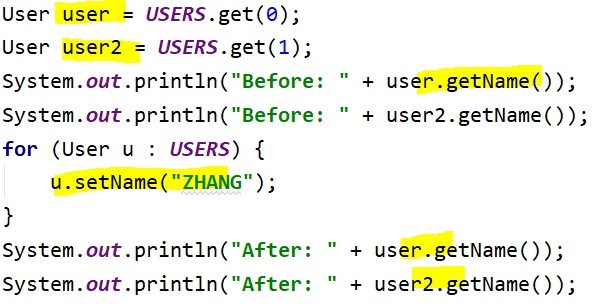 User user = USERS.get(0);
User user2 = USERS.get(1);
System.out.println("Before: " + user.getName());
System.out.println("Before: " + user2.getName());
for (User u : USERS) {
    u.setName("ZHANG");
}
System.out.println("After: " + user.getName());
System.out.println("After: " + user2.getName());